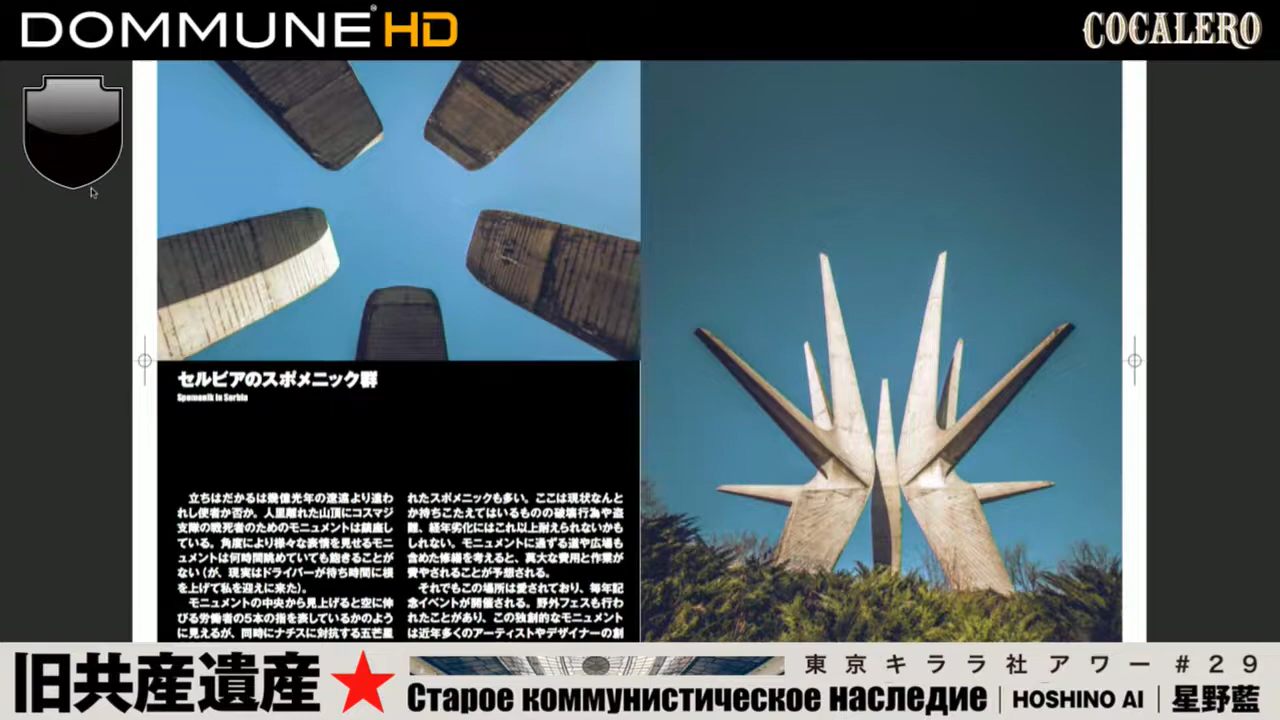 DOMMUNE HD
COCALERO
セルビアのスポメニック群
Spomenik in Serbia
立ちはだかるは幾億光年の遼遠より遣わ
れし使者か否か。人里離れた山頂にコスマジ
支隊の戦死者のためのモニュメントは鎮座し
ている。角度により様々な表情を見せるモニ
ュメントは何時間眺めていても飽きることが
ない（が、現実はドライバーが待ち時間に根
を上げて私を迎えに来た）。
モニュメントの中央から見上げると空に伸
びる労働者の5本の指を表しているかのよう
に見えるが、同時にナチスに対抗する五芒星
れたスポメニックも多い。ここは現状なんと
か持ちこたえてはいるものの破壊行為や盗
難、経年劣化にはこれ以上耐えられないかも
しれない。モニュメントに通ずる道や広場も
含めた修繕を考えると、莫大な費用と作業が
費やされることが予想される。
それでもこの場所は愛されており、毎年記
念イベントが開催される。野外フェスも行わ
れたことがあり、この独創的なモニュメント
は近年多くのアーティストやデザイナーの創
旧共産遺産★
東京キララ社アワー#29
Старое коммунистическое наследие | HOSHINO AI | 星野藍